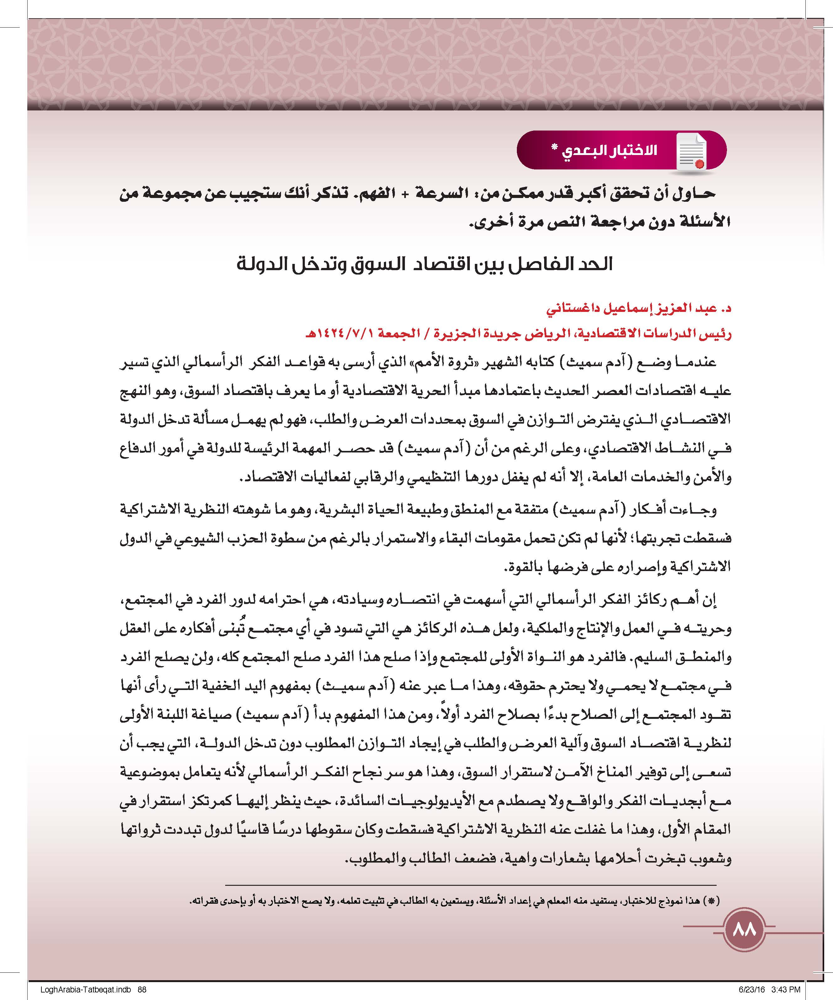 الاختبار البعدي *
حاول أن تحقق أكبر قدر ممكن من: السرعة + الفهم. تذكر أنك ستجيب عن مجموعة من
الأسئلة دون مراجعة النص مرة أخرى.
الحد الفاصل بين اقتصاد السوق وتدخل الدولة
د. عبد العزيز إسماعيل داغستاني
رئيس الدراسات الاقتصادية، الرياض جريدة الجزيرة / الجمعة ١٤٢٤/٧/١هـ
عندما وضع (آدم سميث) كتابه الشهير «ثروة الأمم» الذي أرسى به قواعد الفكر الرأسمالي الذي تسير
عليه اقتصادات العصر الحديث باعتمادها مبدأ الحرية الاقتصادية أو ما يعرف باقتصاد السوق، وهو النهج
الاقتصادي الذي يفترض التوازن في السوق بمحددات العرض والطلب، فهو لم يهمل مسألة تدخل الدولة
في النشاط الاقتصادي، وعلى الرغم من أن (آدم سميث) قد حصر المهمة الرئيسة للدولة في أمور الدفاع
والأمن والخدمات العامة، إلا أنه لم يغفل دورها التنظيمي والرقابي لفعاليات الاقتصاد.
وجاءت أفكار (آدم سميث) متفقة مع المنطق وطبيعة الحياة البشرية، وهو ما شوهته النظرية الاشتراكية
فسقطت تجربتها؛ لأنها لم تكن تحمل مقومات البقاء والاستمرار بالرغم من سطوة الحزب الشيوعي في الدول
الاشتراكية وإصراره على فرضها بالقوة.
إن أهم ركائز الفكر الرأسمالي التي أسهمت في انتصاره وسيادته، هي احترامه لدور الفرد في المجتمع،
وحريته في العمل والإنتاج والملكية، ولعل هذه الركائز هي التي تسود في أي مجتمع تُبنى أفكاره على العقل
والمنطق السليم. فالفرد هو النواة الأولى للمجتمع وإذا صلح هذا الفرد صلح المجتمع كله، ولن يصلح الفرد
في مجتمع لا يحمي ولا يحترم حقوقه، وهذا ما عبر عنه (آدم سميث) بمفهوم اليد الخفية التي رأى أنها
تقود المجتمع إلى الصلاح بدءًا بصلاح الفرد أولاً، ومن هذا المفهوم بدأ (آدم سميث) صياغة اللبنة الأولى
لنظرية اقتصاد السوق وآلية العرض والطلب في إيجاد التوازن المطلوب دون تدخل الدولة، التي يجب أن
تسعى إلى توفير المناخ الآمن لاستقرار السوق، وهذا هو سر نجاح الفكر الرأسمالي لأنه يتعامل بموضوعية
مع أبجديات الفكر والواقع ولا يصطدم مع الأيديولوجيات السائدة، حيث ينظر إليها كمرتكز استقرار في
المقام الأول، وهذا ما غفلت عنه النظرية الاشتراكية فسقطت وكان سقوطها درسًا قاسيًا لدول تبددت ثرواتها
وشعوب تبخرت أحلامها بشعارات واهية، فضعف الطالب والمطلوب.
(*) هذا نموذج للاختبار، يستفيد منه المعلم في إعداد الأسئلة، ويستعين به الطالب في تثبيت تعلمه، ولا يصح الاختبار به أو بإحدى فقراته.
٨٨
LoghArabia-Tatbeqat.indb 88
6/23/16 3:43 PM